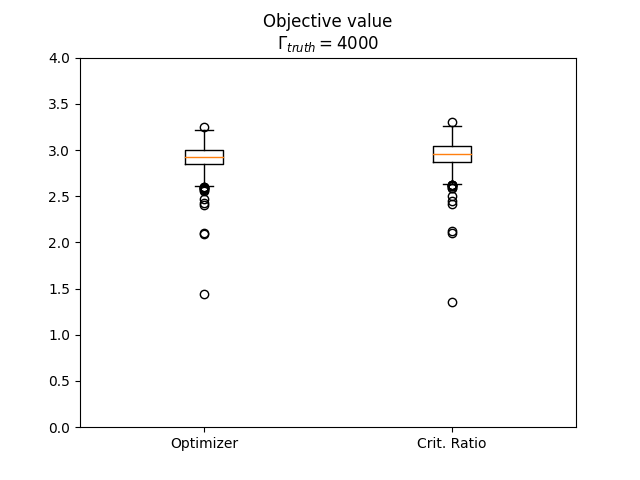 Objective value
Γ_truth = 4000
4.0
3.5
3.0
2.5
2.0
1.5
1.0
0.5
0.0
Optimizer
Crit. Ratio